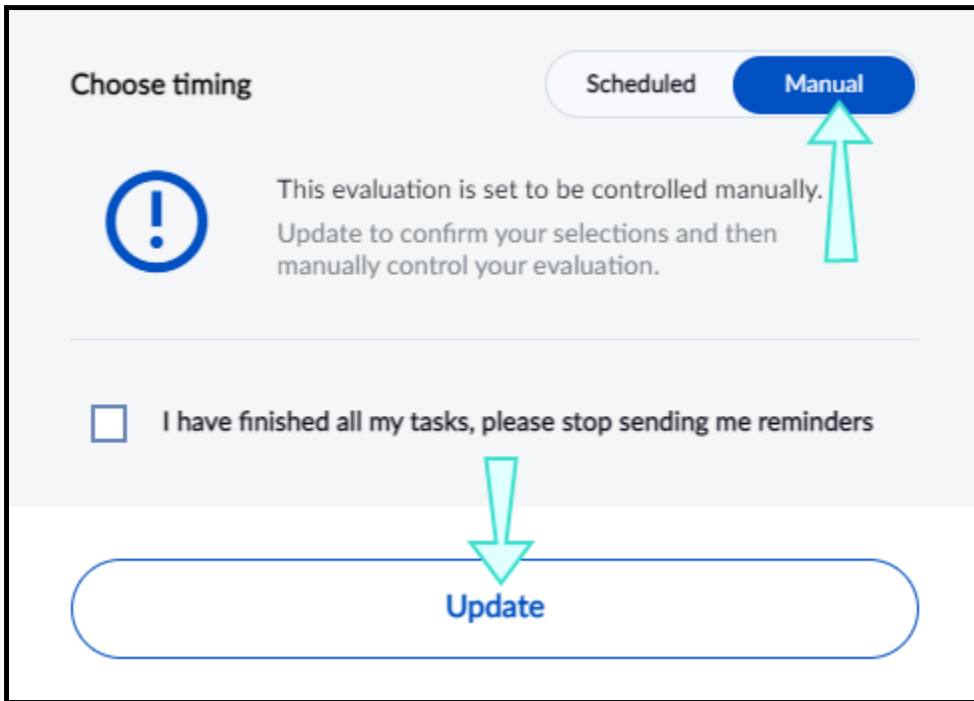 Choose timing
Scheduled
Manual
This evaluation is set to be controlled manually.
Update to confirm your selections and then
manually control your evaluation.
I have finished all my tasks, please stop sending me reminders
Update